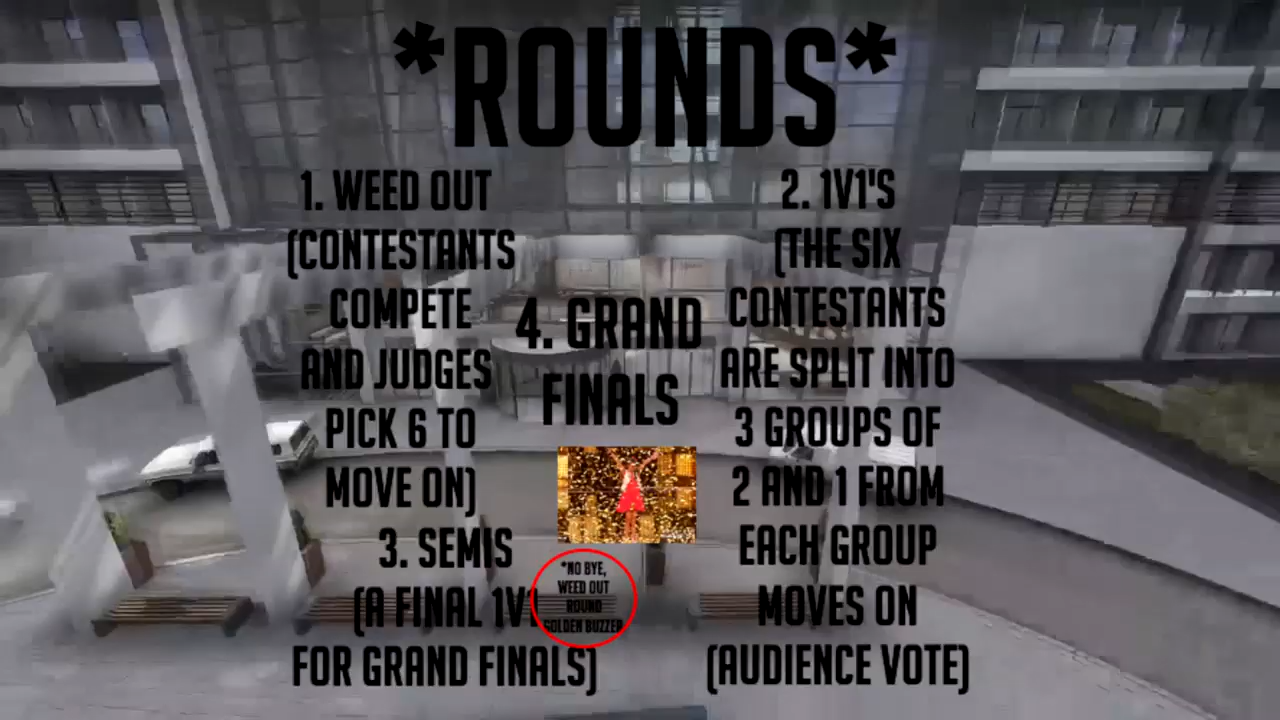 *ROUNDS*
1. WEED OUT
(CONTESTANTS
COMPETE
AND JUDGES
PICK 6 TO
MOVE ON)
2. 1V1'S
(THE SIX
CONTESTANTS
ARE SPLIT INTO
3 GROUPS OF
2 AND 1 FROM
EACH GROUP
MOVES ON
(AUDIENCE VOTE)
3. SEMIS
(A FINAL 1V1
FOR GRAND FINALS)
4. GRAND
FINALS
*NO BYE,
WEED OUT
ROUND
GOLDEN BUZZER